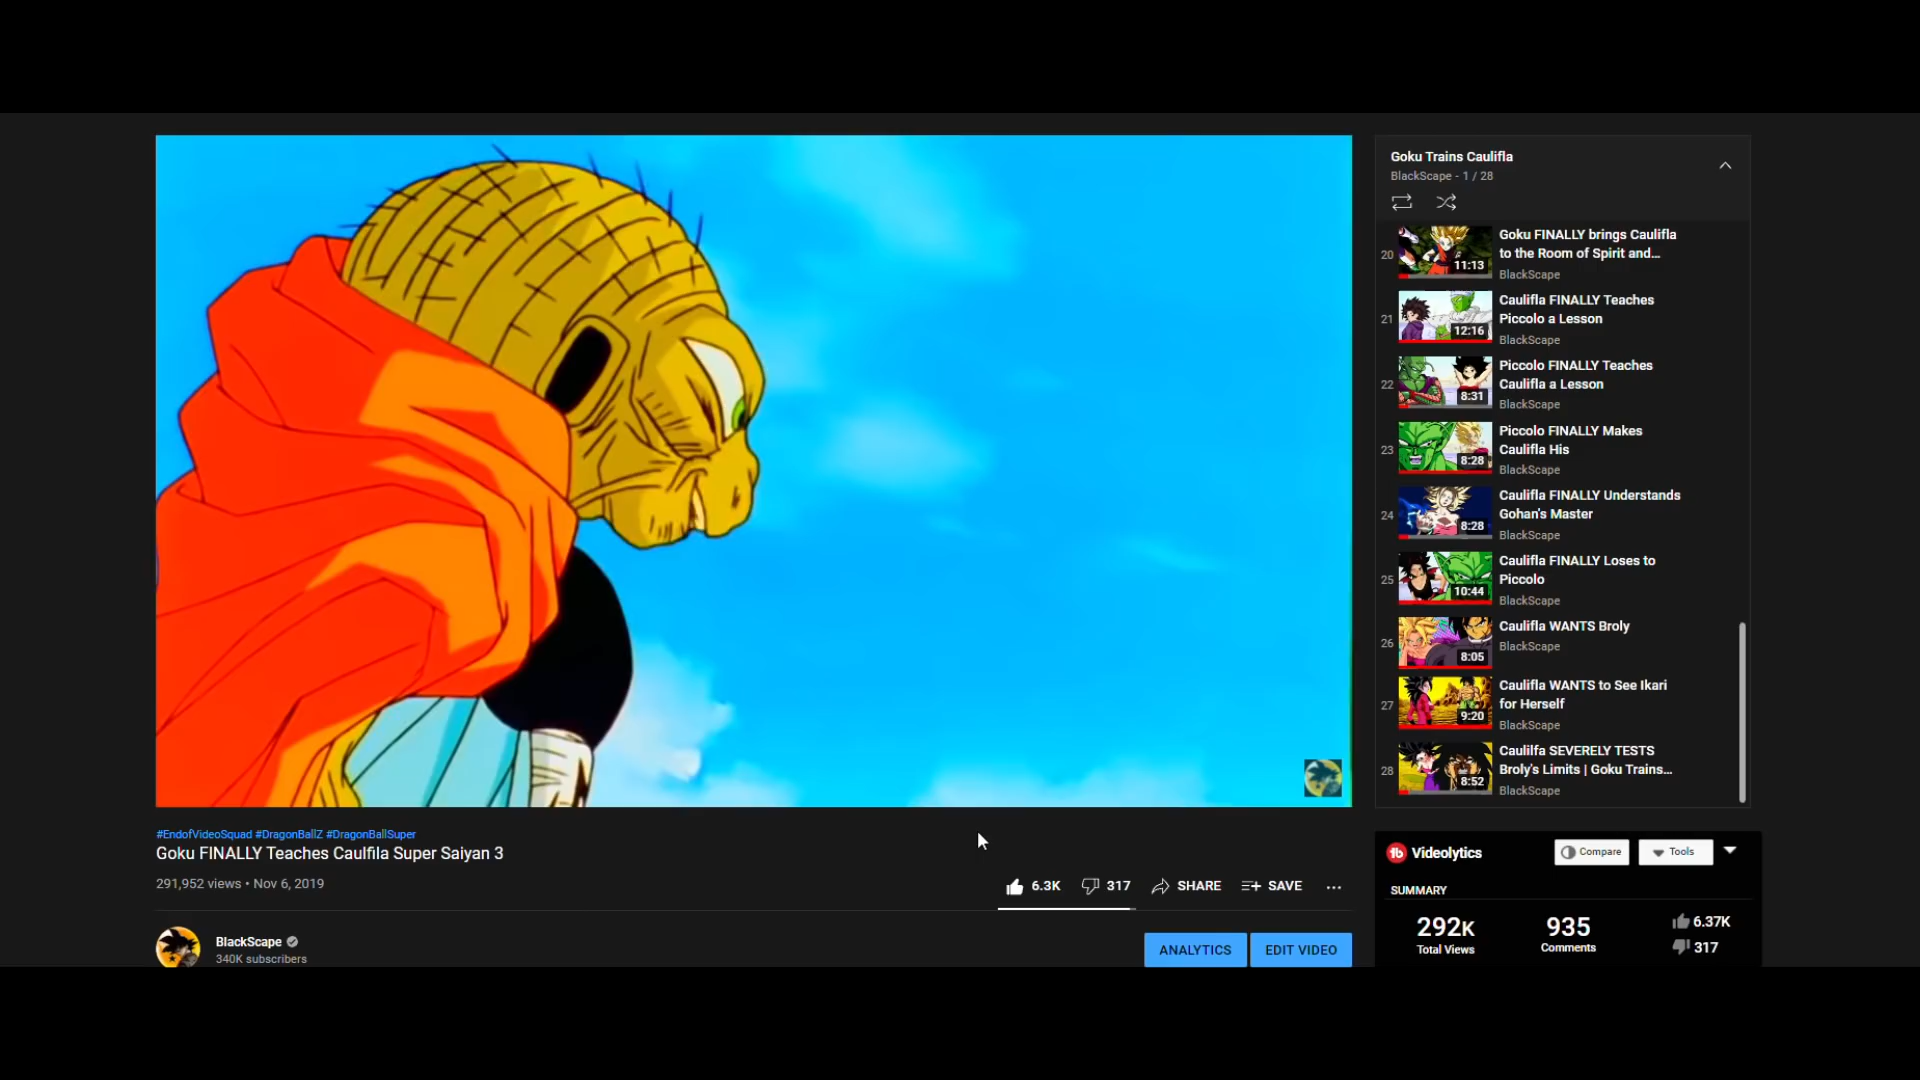 Goku Trains Caulifla
BlackScape - 1 / 28
20
11:13
Goku FINALLY brings Caulifla
to the Room of Spirit and...
BlackScape
21
12:16
Caulifla FINALLY Teaches
Piccolo a Lesson
BlackScape
22
8:31
Piccolo FINALLY Teaches
Caulifla a Lesson
BlackScape
23
8:28
Piccolo FINALLY Makes
Caulifla His
BlackScape
24
8:28
Caulifla FINALLY Understands
Gohan's Master
BlackScape
25
10:44
Caulifla FINALLY Loses to
Piccolo
BlackScape
26
8:05
Caulifla WANTS Broly
BlackScape
27
9:20
Caulifla WANTS to See Ikari
for Herself
BlackScape
28
8:52
Caulilfa SEVERELY TESTS
Broly's Limits | Goku Trains...
BlackScape
#EndofVideoSquad #DragonBallZ #DragonBallSuper
Goku FINALLY Teaches Caulfila Super Saiyan 3
291,952 views • Nov 6, 2019
6.3K 317 SHARE SAVE ...
BlackScape
340K subscribers
ANALYTICS EDIT VIDEO
tb Videolytics Compare Tools
SUMMARY
292K 935 6.37K
Total Views Comments 317